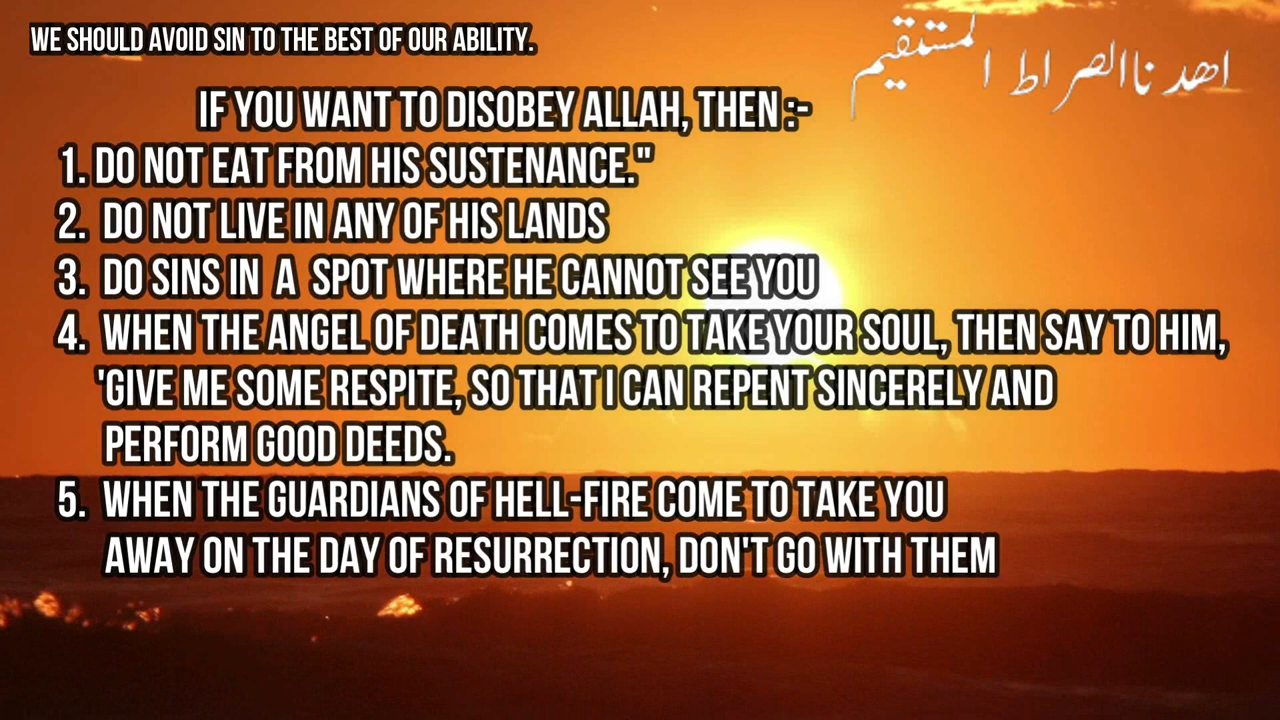 WE SHOULD AVOID SIN TO THE BEST OF OUR ABILITY.
اهدناالصراط المستقيم
IF YOU WANT TO DISOBEY ALLAH, THEN :-
1. DO NOT EAT FROM HIS SUSTENANCE."
2. DO NOT LIVE IN ANY OF HIS LANDS
3. DO SINS IN A SPOT WHERE HE CANNOT SEE YOU
4. WHEN THE ANGEL OF DEATH COMES TO TAKE YOUR SOUL, THEN SAY TO HIM,
'GIVE ME SOME RESPITE, SO THAT I CAN REPENT SINCERELY AND
PERFORM GOOD DEEDS.
5. WHEN THE GUARDIANS OF HELL-FIRE COME TO TAKE YOU
AWAY ON THE DAY OF RESURRECTION, DON'T GO WITH THEM